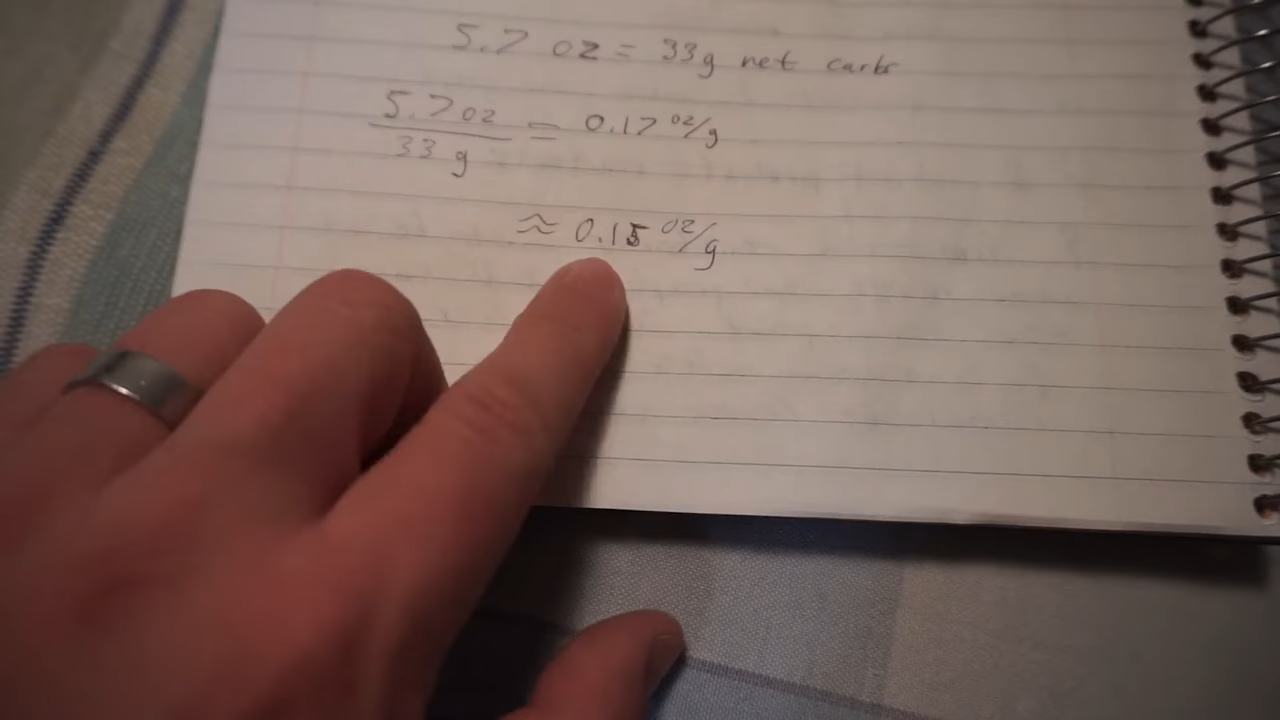 5.7 oz = 33g net carbs
5.7 oz
33 g
= 0.17 oz/g
≈ 0.15 oz/g